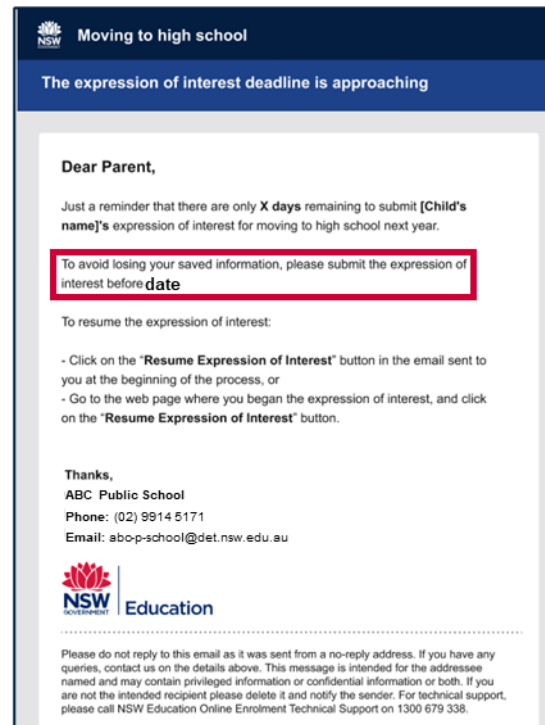 NSW
GOVERNMENT
Moving to high school
The expression of interest deadline is approaching
Dear Parent,
Just a reminder that there are only X days remaining to submit [Child's
name]'s expression of interest for moving to high school next year.
To avoid losing your saved information, please submit the expression of
interest before date
To resume the expression of interest:
- Click on the "Resume Expression of Interest" button in the email sent to
you at the beginning of the process, or
- Go to the web page where you began the expression of interest, and click
on the "Resume Expression of Interest" button.
Thanks,
ABC Public School
Phone: (02) 9914 5171
Email: abc-p-school@det.nsw.edu.au
NSW
GOVERNMENT
Education
Please do not reply to this email as it was sent from a no-reply address. If you have any
queries, contact us on the details above. This message is intended for the addressee
named and may contain privileged information or confidential information or both. If you
are not the intended recipient please delete it and notify the sender. For technical support,
please call NSW Education Online Enrolment Technical Support on 1300 679 338.